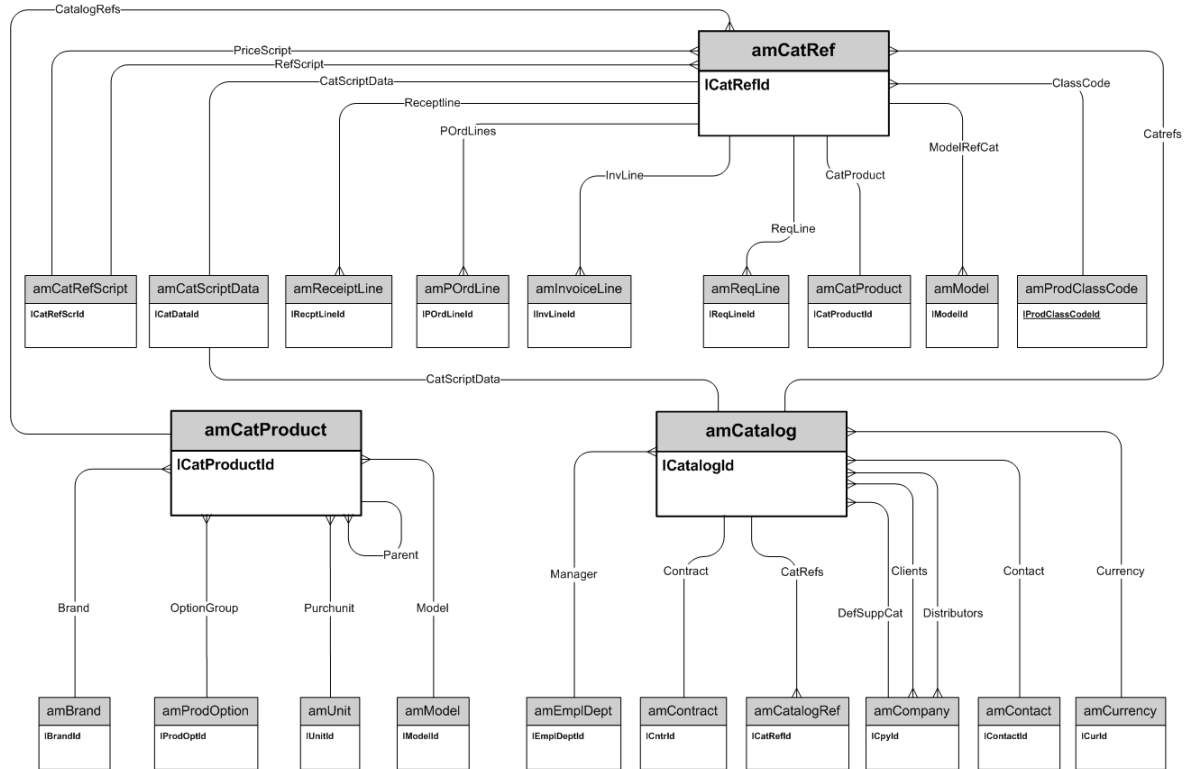 CatalogRefs
PriceScript
RefScript
CatScriptData
Receptline
POrdLines
amCatRef
lCatRefId
ClassCode
Catrefs
ModelRefCat
InvLine
CatProduct
ReqLine
amCatRefScript
lCatRefScrId
amCatScriptData
lCatDataId
amReceiptLine
lRecptLineId
amPOrdLine
lPOrdLineId
amInvoiceLine
lInvLineId
amReqLine
lReqLineId
amCatProduct
lCatProductId
amModel
lModelId
amProdClassCode
lProdClassCodeId
CatScriptData
amCatProduct
lCatProductId
amCatalog
lCatalogId
Parent
Brand
OptionGroup
Purchunit
Model
Manager
Contract
CatRefs
Clients
DefSuppCat
Distributors
Contact
Currency
amBrand
lBrandId
amProdOption
lProdOptId
amUnit
lUnitId
amModel
lModelId
amEmplDept
lEmplDeptId
amContract
lCntrId
amCatalogRef
lCatRefId
amCompany
lCpyId
amContact
lContactId
amCurrency
lCurId